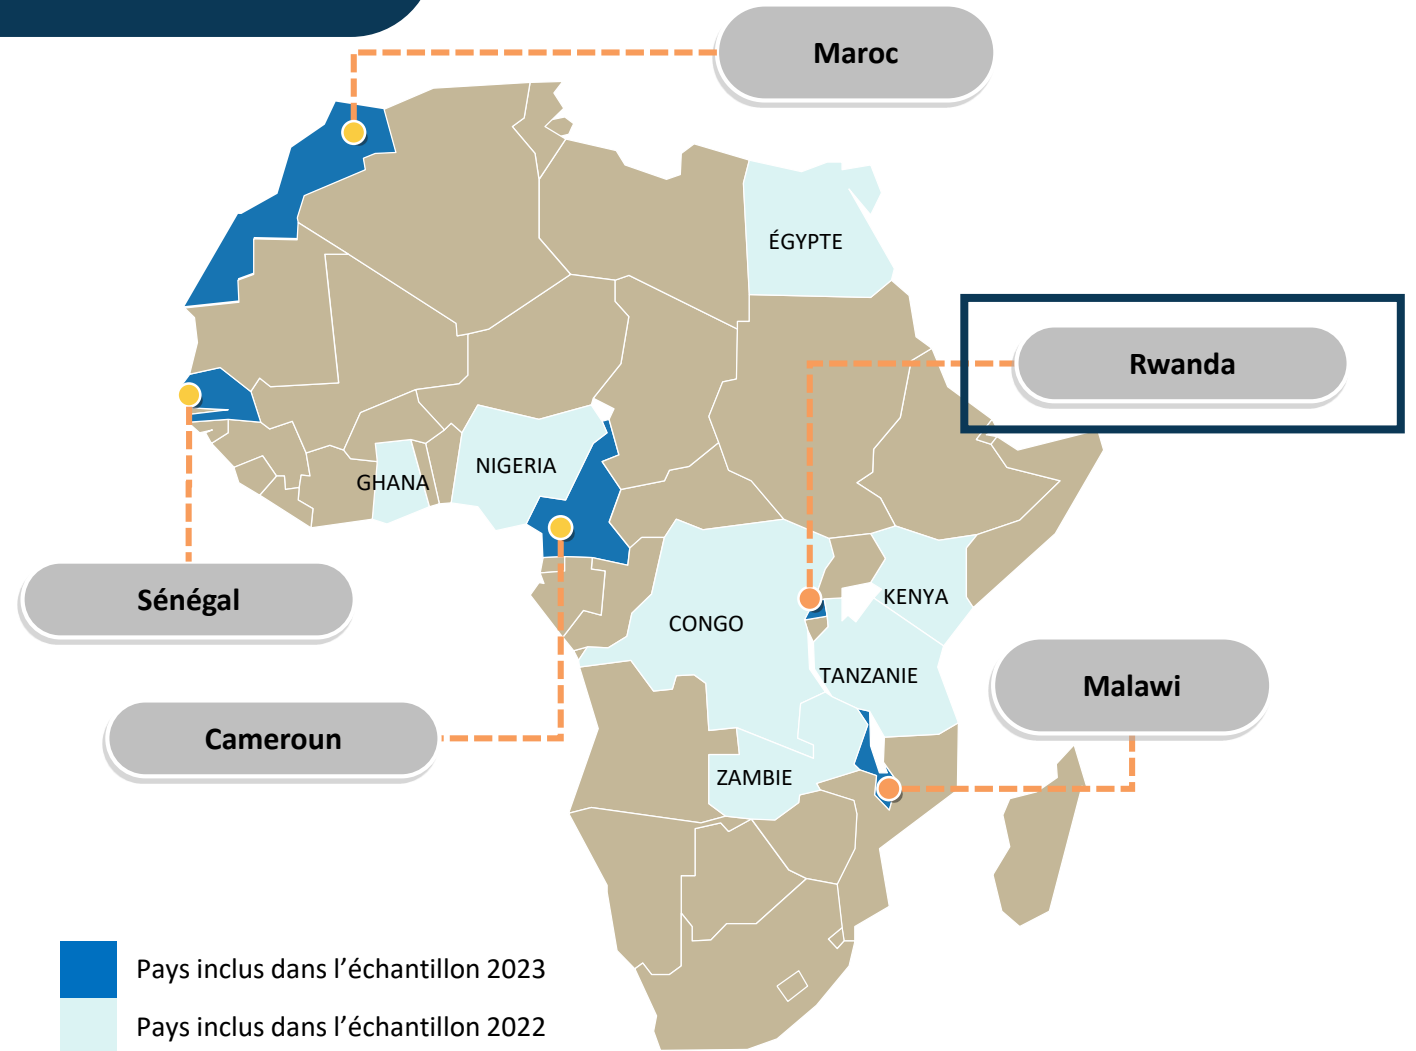 Maroc
ÉGYPTE
Rwanda
NIGERIA
GHANA
Sénégal
KENYA
CONGO
TANZANIE
Malawi
Cameroun
ZAMBIE
Pays inclus dans l’échantillon 2023
Pays inclus dans l’échantillon 2022